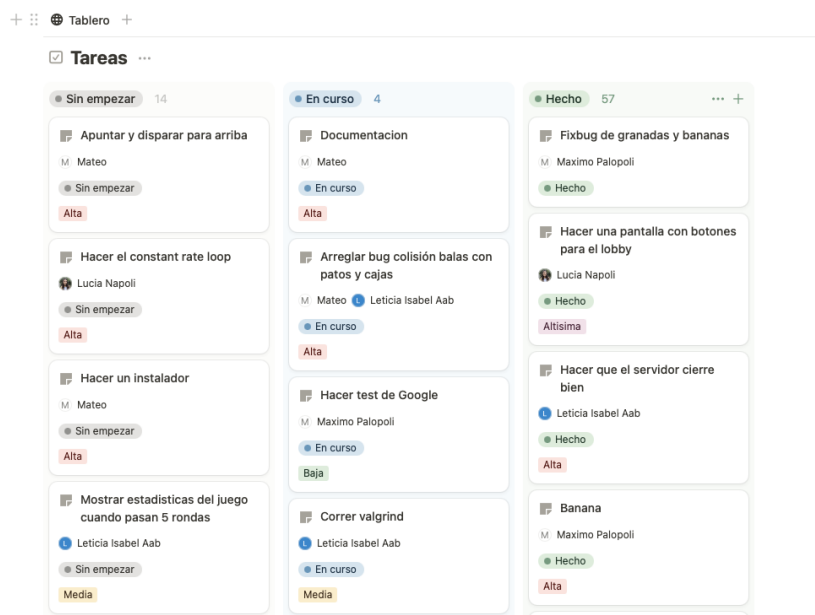 Tablero
Tareas
Sin empezar 14
Apuntar y disparar para arriba
M Mateo
Sin empezar
Alta
Hacer el constant rate loop
Lucia Napoli
Sin empezar
Alta
Hacer un instalador
M Mateo
Sin empezar
Alta
Mostrar estadisticas del juego
cuando pasan 5 rondas
L Leticia Isabel Aab
Sin empezar
Media
En curso 4
Documentacion
M Mateo
En curso
Alta
Arreglar bug colisión balas con
patos y cajas
M Mateo L Leticia Isabel Aab
En curso
Alta
Hacer test de Google
M Maximo Palopoli
En curso
Baja
Correr valgrind
L Leticia Isabel Aab
En curso
Media
Hecho 57
Fixbug de granadas y bananas
M Maximo Palopoli
Hecho
Hacer una pantalla con botones
para el lobby
Lucia Napoli
Hecho
Altisima
Hacer que el servidor cierre
bien
L Leticia Isabel Aab
Hecho
Alta
Banana
M Maximo Palopoli
Hecho
Alta